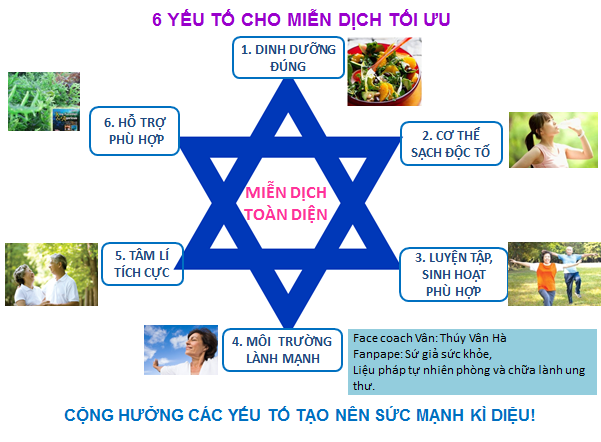 6 YẾU TỐ CHO MIỄN DỊCH TỐI ƯU
1. DINH DƯỠNG
ĐÚNG
6. HỖ TRỢ
PHÙ HỢP
2. CƠ THỂ
SẠCH ĐỘC TỐ
MIỄN DỊCH
TOÀN DIỆN
5. TÂM LÍ
TÍCH CỰC
3. LUYỆN TẬP,
SINH HOẠT
PHÙ HỢP
4. MÔI TRƯỜNG
LÀNH MẠNH
Face coach Vân: Thúy Vân Hà
Fanpape: Sứ giả sức khỏe,
Liệu pháp tự nhiên phòng và chữa lành ung
thư.
CỘNG HƯỞNG CÁC YẾU TỐ TẠO NÊN SỨC MẠNH KÌ DIỆU!